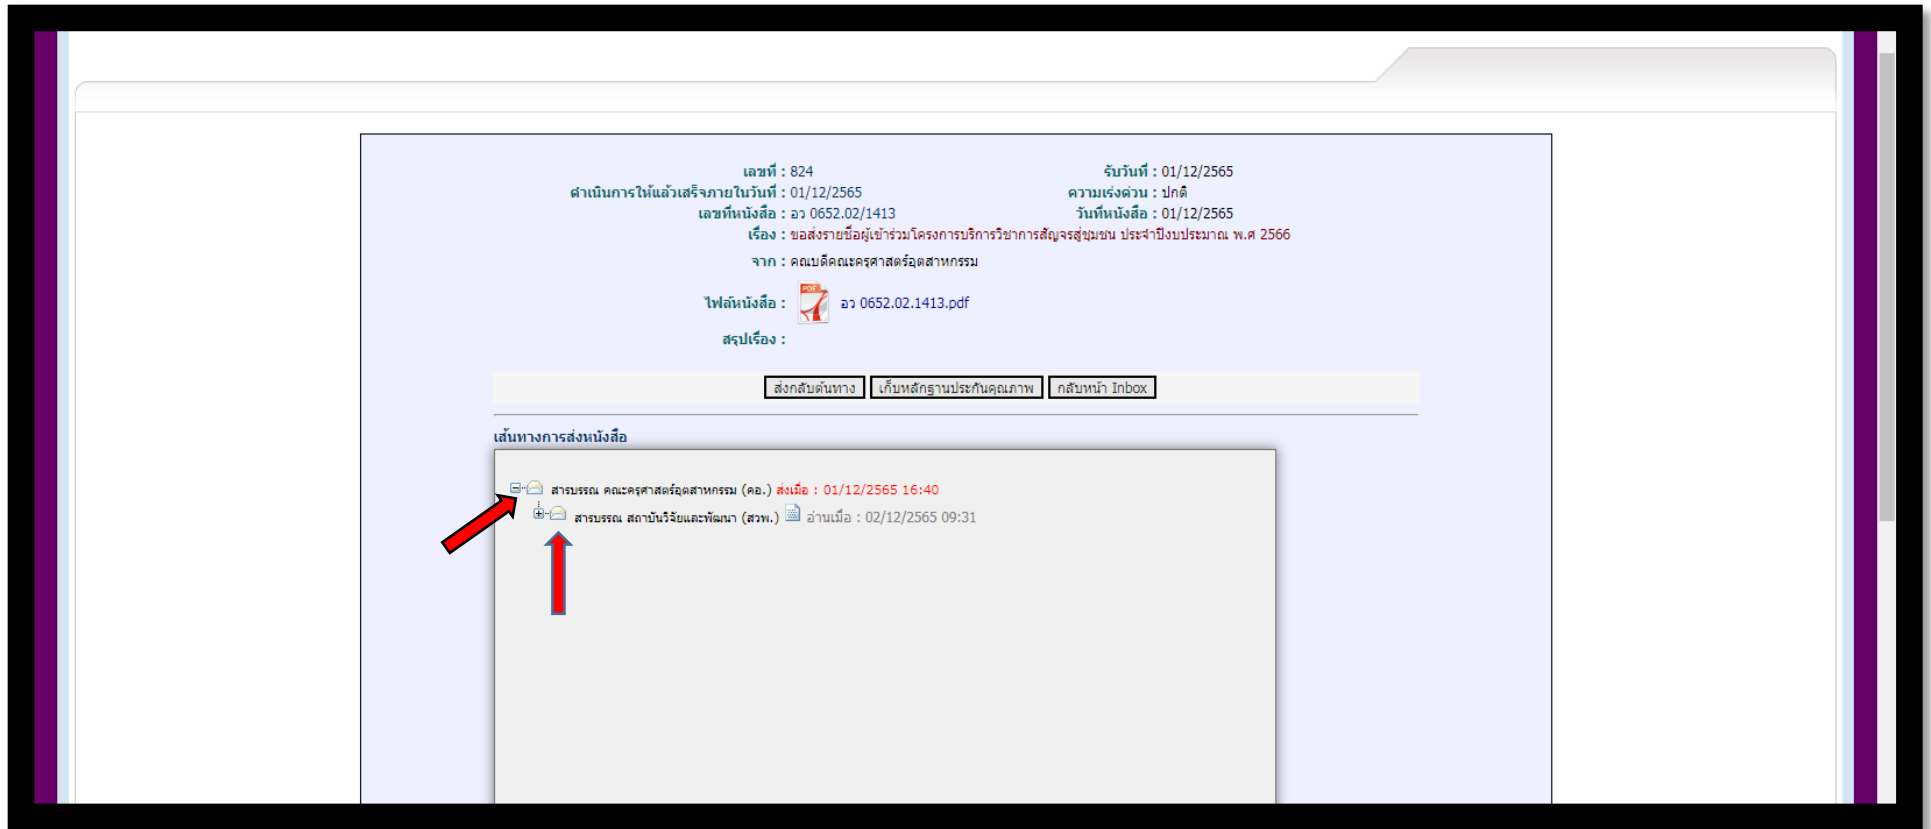 เลขที่ : 824 รับวันที่ : 01/12/2565
ดำเนินการให้แล้วเสร็จภายในวันที่ : 01/12/2565 ความเร่งด่วน : ปกติ
เลขที่หนังสือ : อว 0652.02/1413 วันที่หนังสือ : 01/12/2565
เรื่อง : ขอส่งรายชื่อผู้เข้าร่วมโครงการบริการวิชาการสัญจรสู่ชุมชน ประจำปีงบประมาณ พ.ศ 2566
จาก : คณบดีคณะครุศาสตร์อุตสาหกรรม
ไฟล์หนังสือ : PDF อว 0652.02.1413.pdf
สรุปเรื่อง :
ส่งกลับต้นทาง เก็บหลักฐานประกันคุณภาพ กลับหน้า Inbox
เส้นทางการส่งหนังสือ
สารบรรณ คณะครุศาสตร์อุตสาหกรรม (คอ.) ส่งเมื่อ : 01/12/2565 16:40
สารบรรณ สถาบันวิจัยและพัฒนา (สวพ.) อ่านเมื่อ : 02/12/2565 09:31